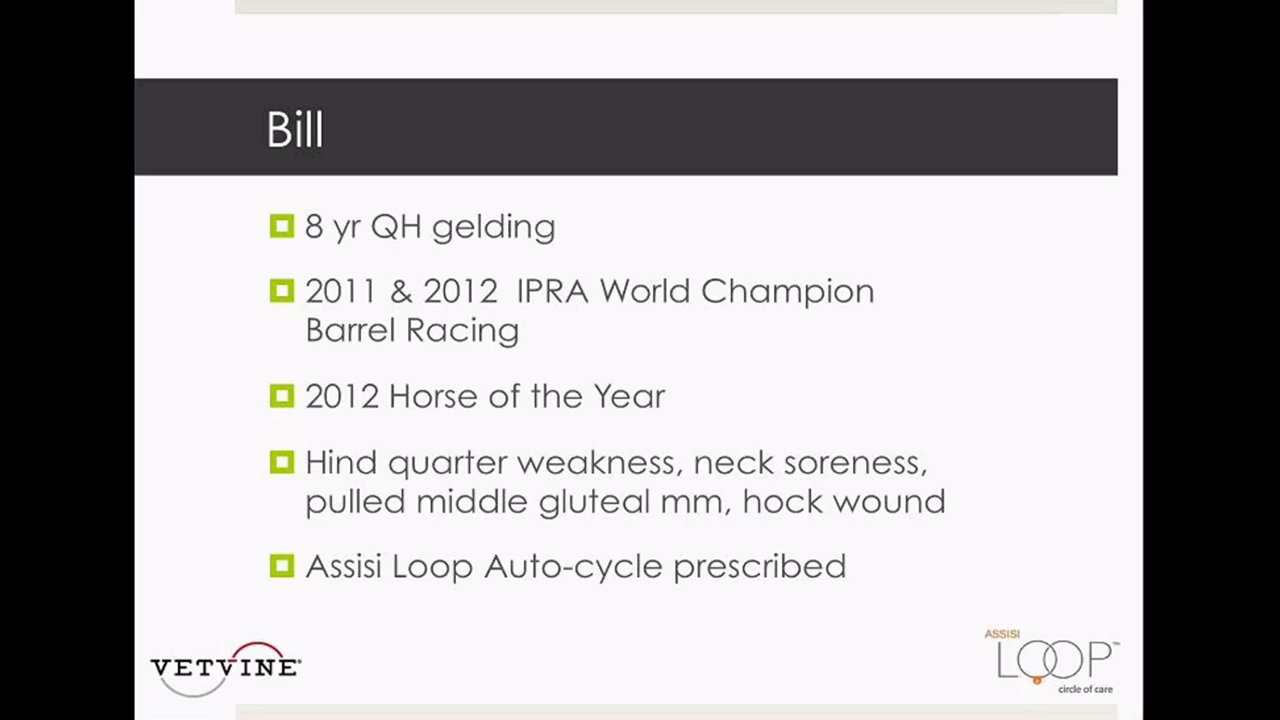 Bill
8 yr QH gelding
2011 & 2012 IPRA World Champion
Barrel Racing
2012 Horse of the Year
Hind quarter weakness, neck soreness,
pulled middle gluteal mm, hock wound
Assisi Loop Auto-cycle prescribed
VETVINE®
ASSISI
LOOP™
circle of care